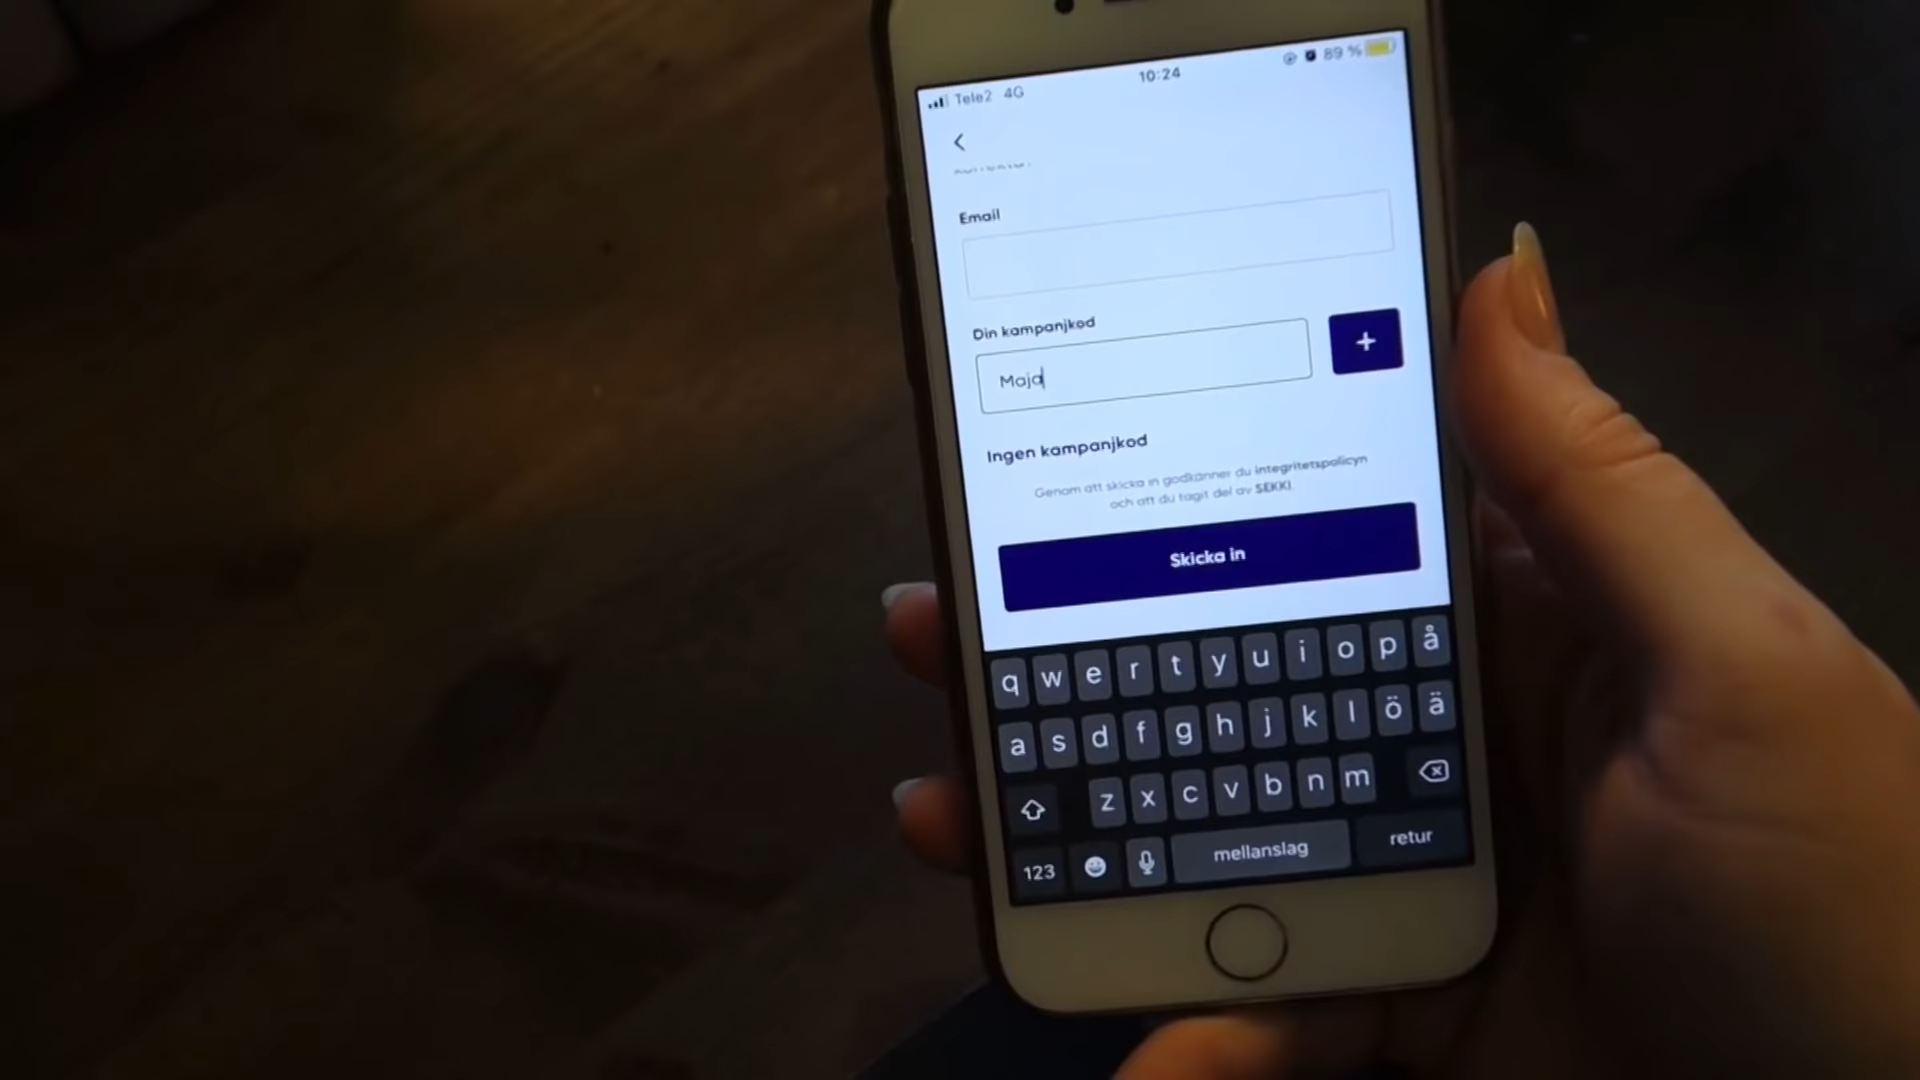 Tele2 4G
10:24
89 %
Email
Din kampanjkod
Maja
+
Ingen kampanjkod
Genom att skicka in godkänner du integritetspolicyn
och att du tagit del av SEKKI.
Skicka in
q w e r t y u i o p å
a s d f g h j k l ö ä
z x c v b n m
123
mellanslag
retur